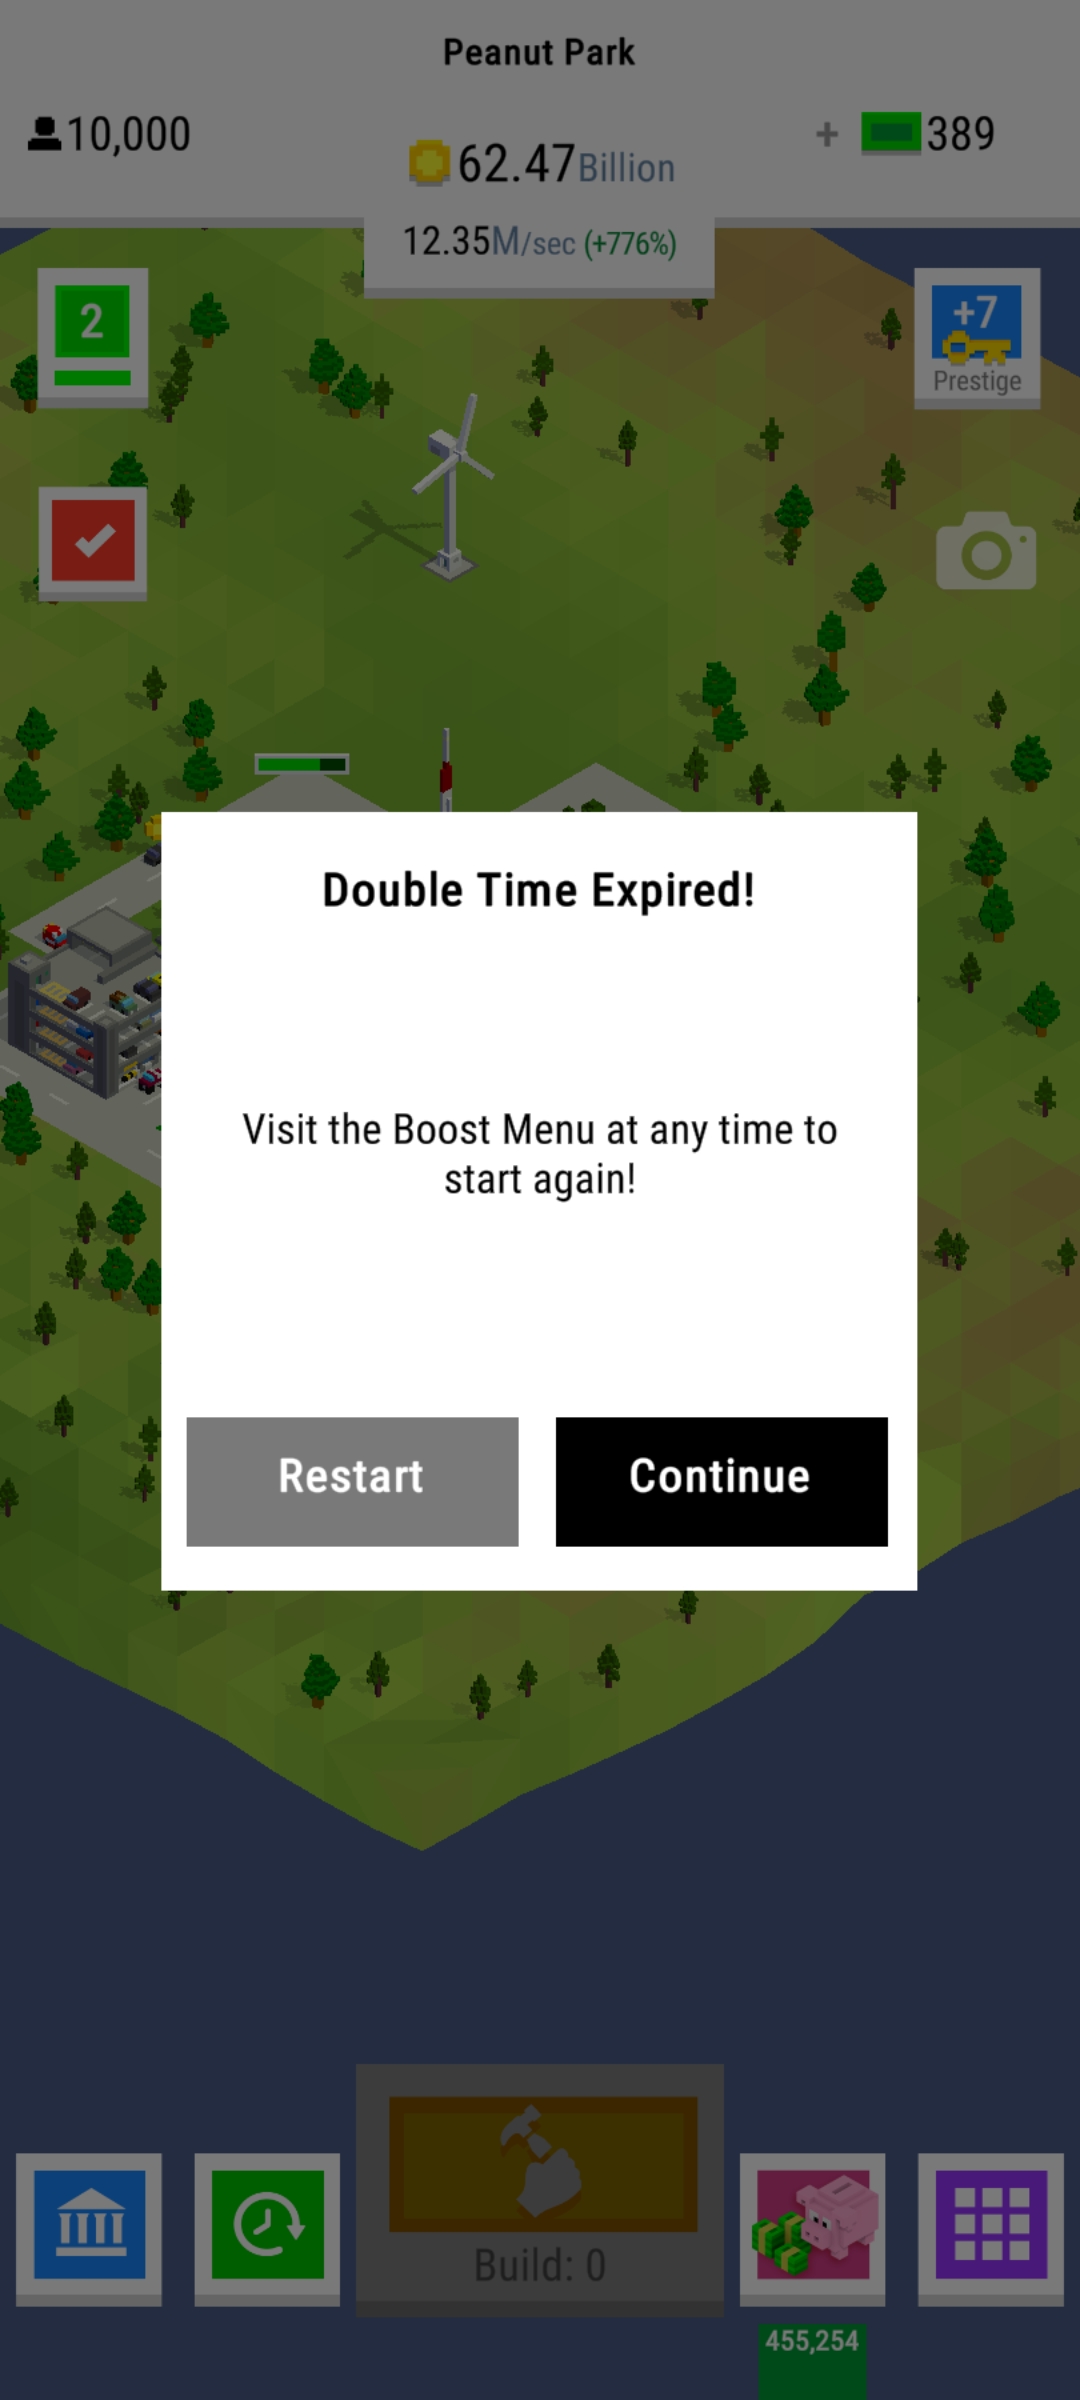 Peanut Park
10,000
62.47Billion
+ 389
12.35M/sec (+776%)
2
+7
Prestige
Double Time Expired!
Visit the Boost Menu at any time to
start again!
Restart
Continue
Build: 0
455,254